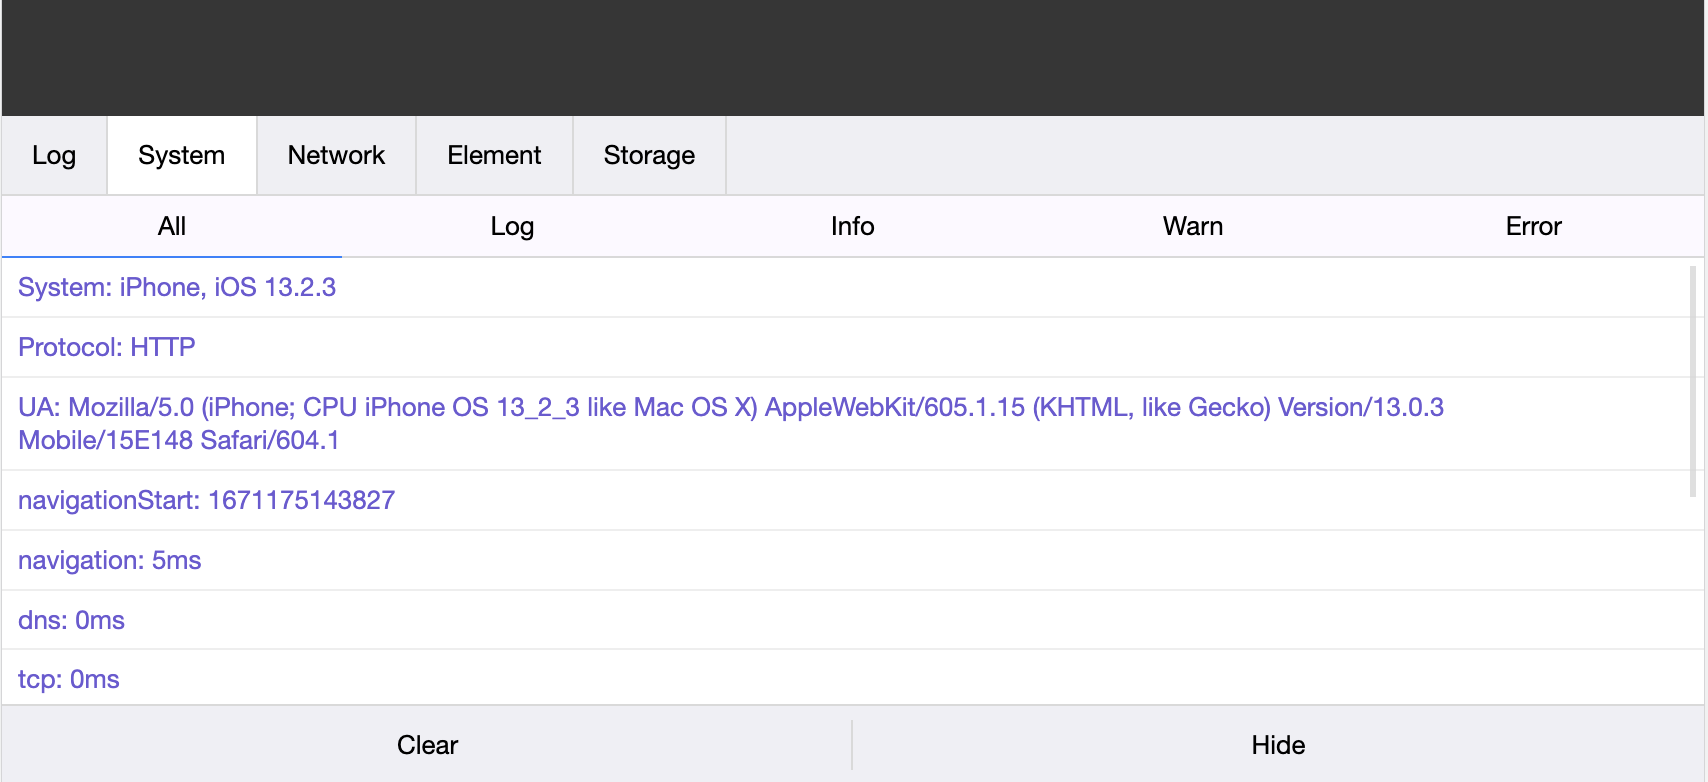 Log System Network Element Storage
All Log Info Warn Error
System: iPhone, iOS 13.2.3
Protocol: HTTP
UA: Mozilla/5.0 (iPhone; CPU iPhone OS 13_2_3 like Mac OS X) AppleWebKit/605.1.15 (KHTML, like Gecko) Version/13.0.3
Mobile/15E148 Safari/604.1
navigationStart: 1671175143827
navigation: 5ms
dns: 0ms
tcp: 0ms
Clear Hide